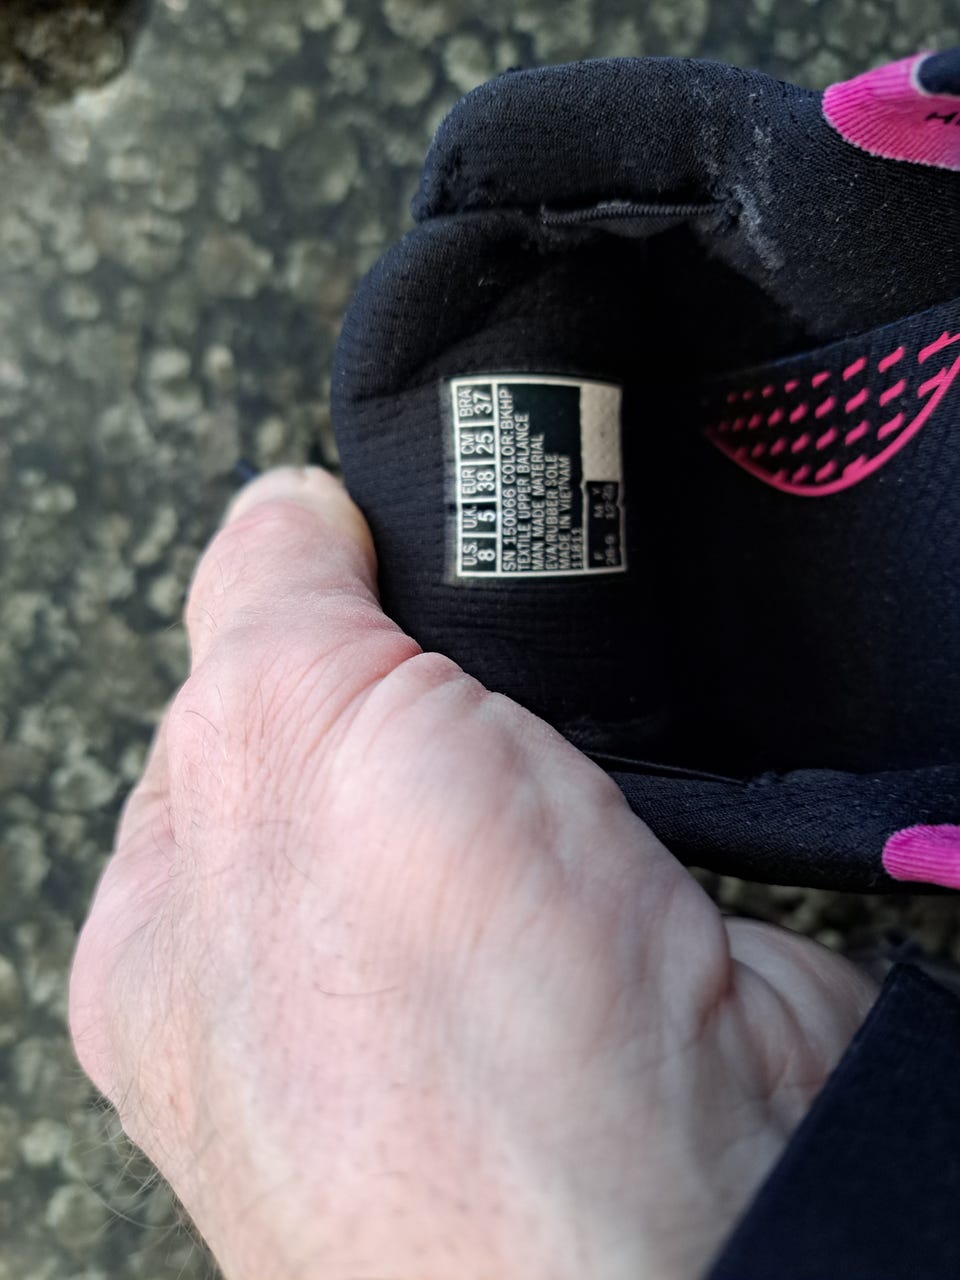 U.S. U.K. EUR CM BRA
8 5 38 25 37
SN 150066 COLOR:BKHP
TEXTILE UPPER BALANCE
MAN MADE MATERIAL
EVA/RUBBER SOLE
MADE IN VIETNAM
11811